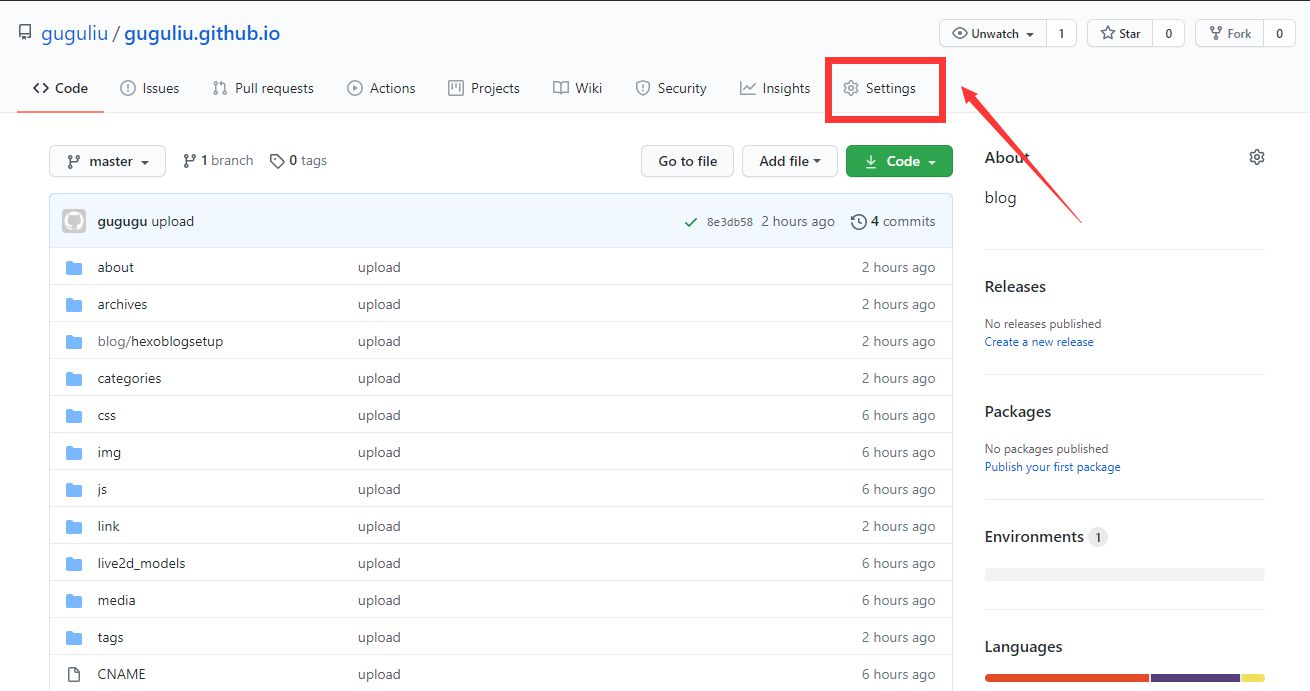 guguliu / guguliu.github.io
Unwatch 1 Star 0 Fork 0
Code Issues Pull requests Actions Projects Wiki Security Insights Settings
master 1 branch 0 tags Go to file Add file Code
gugugu upload 8e3db58 2 hours ago 4 commits
about upload 2 hours ago
archives upload 2 hours ago
blog/hexoblogsetup upload 2 hours ago
categories upload 2 hours ago
css upload 6 hours ago
img upload 6 hours ago
js upload 6 hours ago
link upload 2 hours ago
live2d_models upload 6 hours ago
media upload 6 hours ago
tags upload 2 hours ago
CNAME upload 6 hours ago
About
blog
Releases
No releases published
Create a new release
Packages
No packages published
Publish your first package
Environments 1
Languages